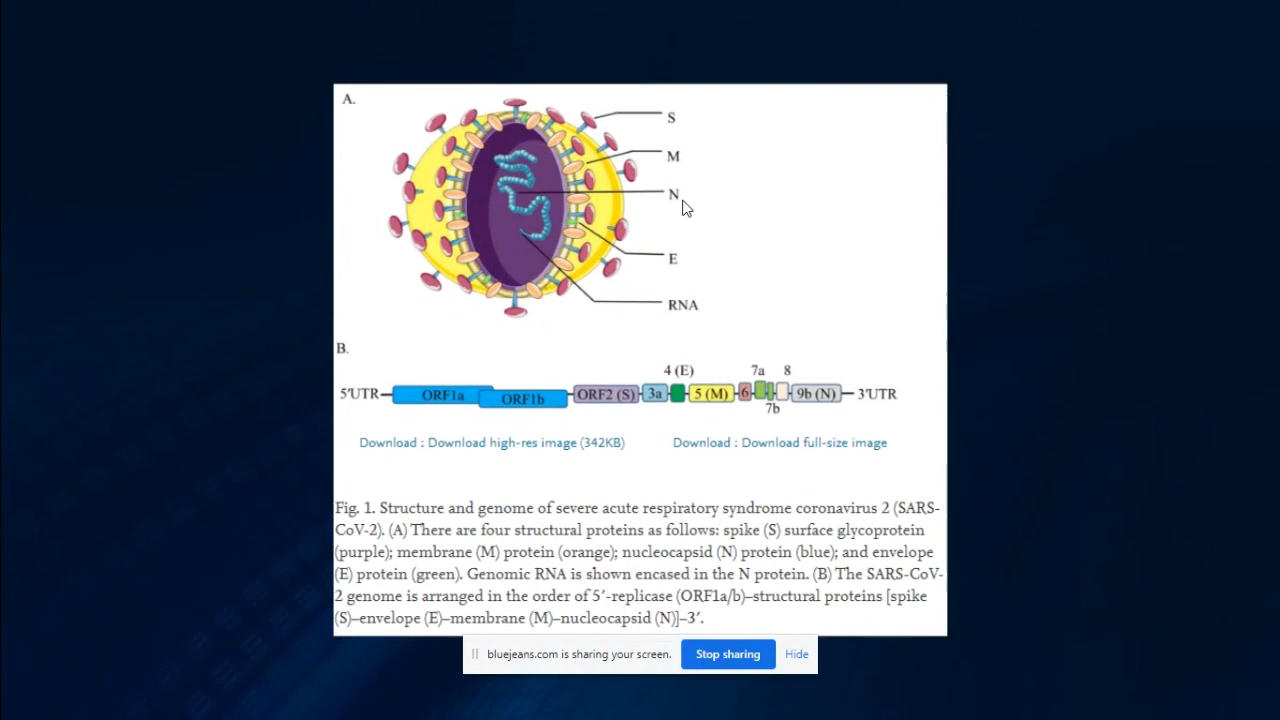 A.
S
M
N
E
RNA
B.
4 (E)
7a
8
5′UTR
ORF1a
ORF1b
ORF2 (S)
3a
5 (M)
6
9b (N)
3′UTR
7b
Download : Download high-res image (342KB)
Download : Download full-size image
Fig. 1. Structure and genome of severe acute respiratory syndrome coronavirus 2 (SARS-
CoV-2). (A) There are four structural proteins as follows: spike (S) surface glycoprotein
(purple); membrane (M) protein (orange); nucleocapsid (N) protein (blue); and envelope
(E) protein (green). Genomic RNA is shown encased in the N protein. (B) The SARS-CoV-
2 genome is arranged in the order of 5′-replicase (ORF1a/b)–structural proteins [spike
(S)–envelope (E)–membrane (M)–nucleocapsid (N)]–3′.
bluejeans.com is sharing your screen.
Stop sharing
Hide